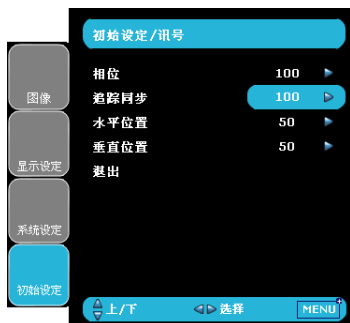 初始设定/讯号
相位 100
追踪同步 100
水平位置 50
垂直位置 50
退出
图像
显示设定
系统设定
初始设定
上/下 选择 MENU